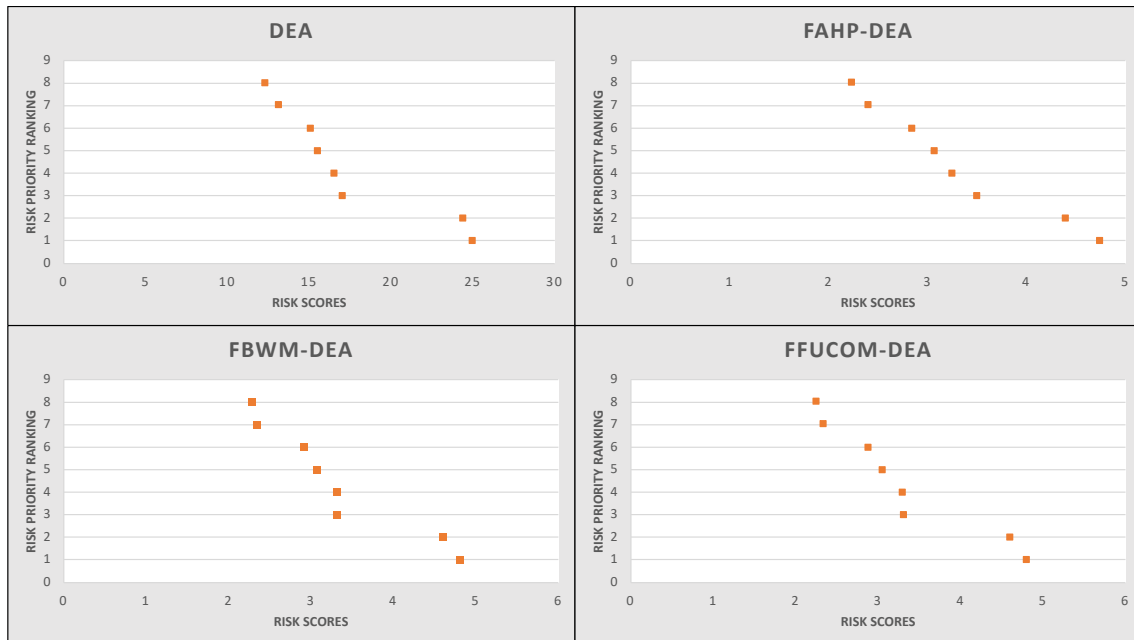 DEA
RISK PRIORITY RANKING
9
8
7
6
5
4
3
2
1
0
0 5 10 15 20 25 30
RISK SCORES
FAHP-DEA
RISK PRIORITY RANKING
9
8
7
6
5
4
3
2
1
0
0 1 2 3 4 5
RISK SCORES
FBWM-DEA
RISK PRIORITY RANKING
9
8
7
6
5
4
3
2
1
0
0 1 2 3 4 5 6
RISK SCORES
FFUCOM-DEA
RISK PRIORITY RANKING
9
8
7
6
5
4
3
2
1
0
0 1 2 3 4 5 6
RISK SCORES